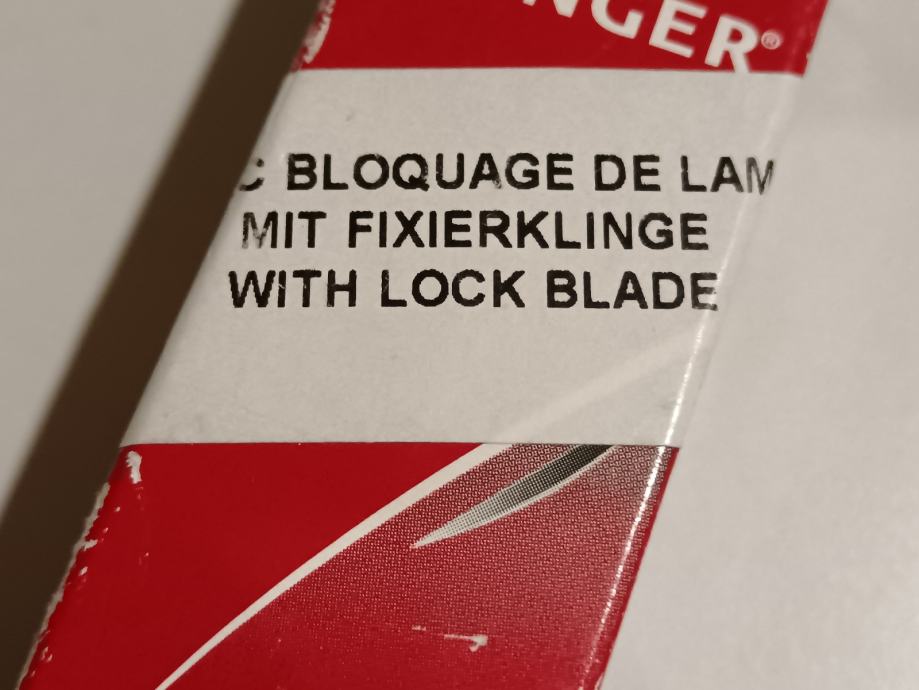 NGER®
C BLOQUAGE DE LAM
MIT FIXIERKLINGE
WITH LOCK BLADE